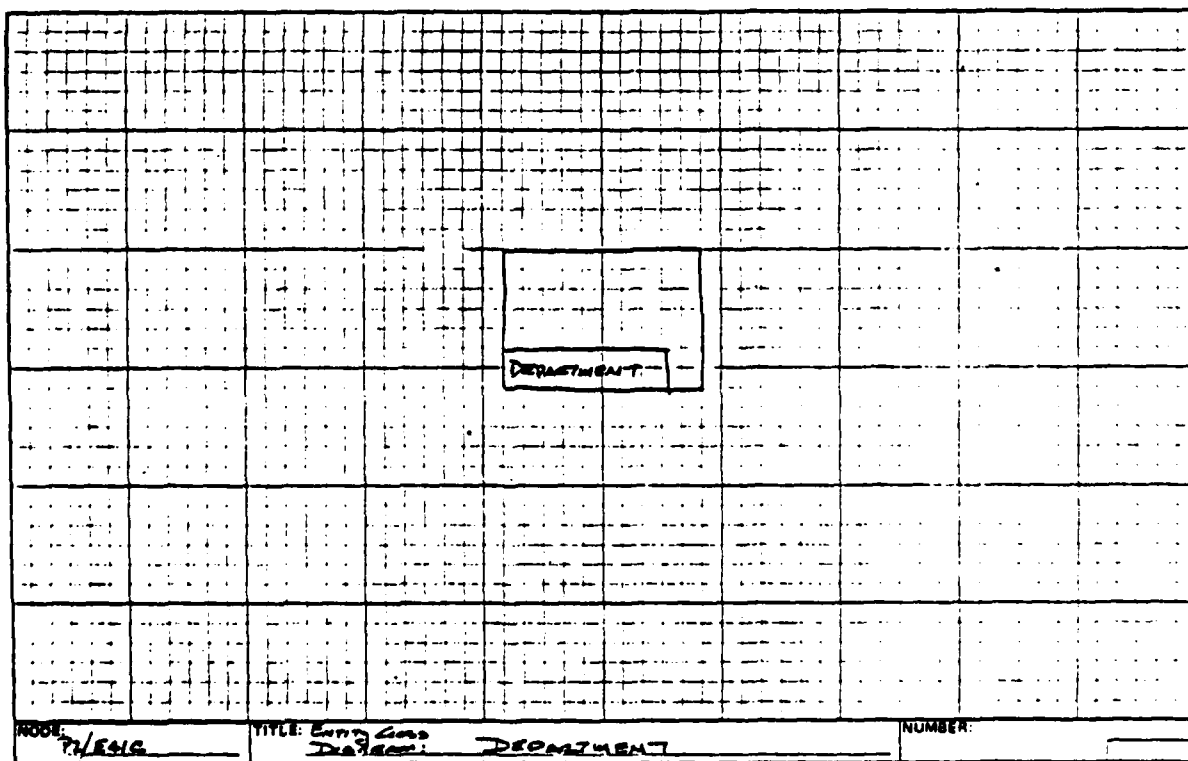 DEPARTMENT
NODE:
TITLE: ENTITY CLASS
DIAGRAM: DEPARTMENT
NUMBER: